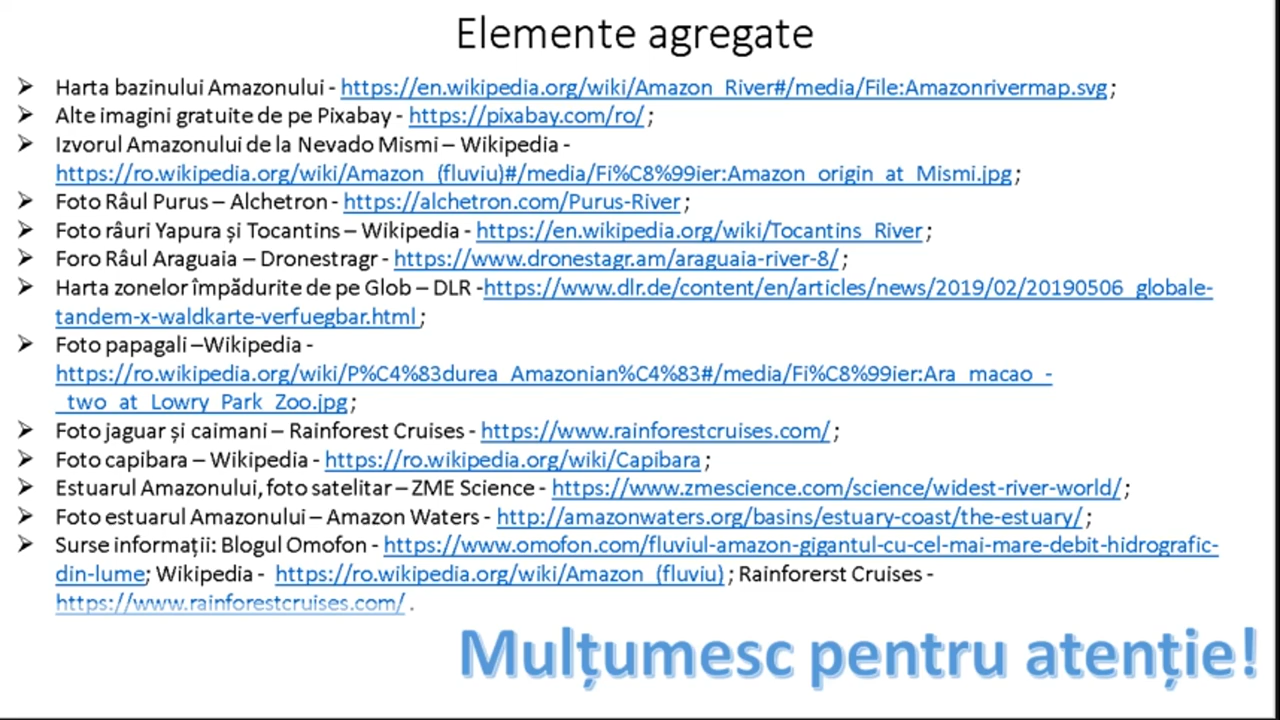 Elemente agregate
➢ Harta bazinului Amazonului - https://en.wikipedia.org/wiki/Amazon_River#/media/File:Amazonrivermap.svg;
➢ Alte imagini gratuite de pe Pixabay - https://pixabay.com/ro/;
➢ Izvorul Amazonului de la Nevado Mismi – Wikipedia -
https://ro.wikipedia.org/wiki/Amazon_(fluviu)#/media/Fi%C8%99ier:Amazon_origin_at_Mismi.jpg;
➢ Foto Râul Purus – Alchetron - https://alchetron.com/Purus-River;
➢ Foto râuri Yapura și Tocantins – Wikipedia - https://en.wikipedia.org/wiki/Tocantins_River;
➢ Foro Râul Araguaia – Dronestragr - https://www.dronestagr.am/araguaia-river-8/;
➢ Harta zonelor împădurite de pe Glob – DLR -https://www.dlr.de/content/en/articles/news/2019/02/20190506_globale-
tandem-x-waldkarte-verfuegbar.html;
➢ Foto papagali –Wikipedia -
https://ro.wikipedia.org/wiki/P%C4%83durea_Amazonian%C4%83#/media/Fi%C8%99ier:Ara_macao_-
_two_at_Lowry_Park_Zoo.jpg;
➢ Foto jaguar și caimani – Rainforest Cruises - https://www.rainforestcruises.com/;
➢ Foto capibara – Wikipedia - https://ro.wikipedia.org/wiki/Capibara;
➢ Estuarul Amazonului, foto satelitar – ZME Science - https://www.zmescience.com/science/widest-river-world/;
➢ Foto estuarul Amazonului – Amazon Waters - http://amazonwaters.org/basins/estuary-coast/the-estuary/;
➢ Surse informații: Blogul Omofon - https://www.omofon.com/fluviul-amazon-gigantul-cu-cel-mai-mare-debit-hidrografic-
din-lume; Wikipedia - https://ro.wikipedia.org/wiki/Amazon_(fluviu) ; Rainforerst Cruises -
https://www.rainforestcruises.com/ .
Mulțumesc pentru atenție!